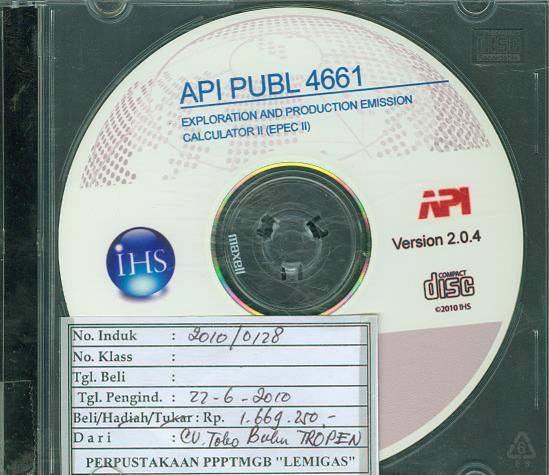 API PUBL 4661
EXPLORATION AND PRODUCTION EMISSION
CALCULATOR II (EPEC II)
IHS
maxell
API
Version 2.0.4
COMPACT
disc
©2010 IHS
No. Induk : 2010/0128
No. Klass :
Tgl. Beli :
Tgl. Pengind. : 22-6-2010
Beli/Hadiah/Tukar : Rp. 1.669.250,-
Dari : CV. Toko Buku TROPEN
PERPUSTAKAAN PPPTMGB "LEMIGAS"